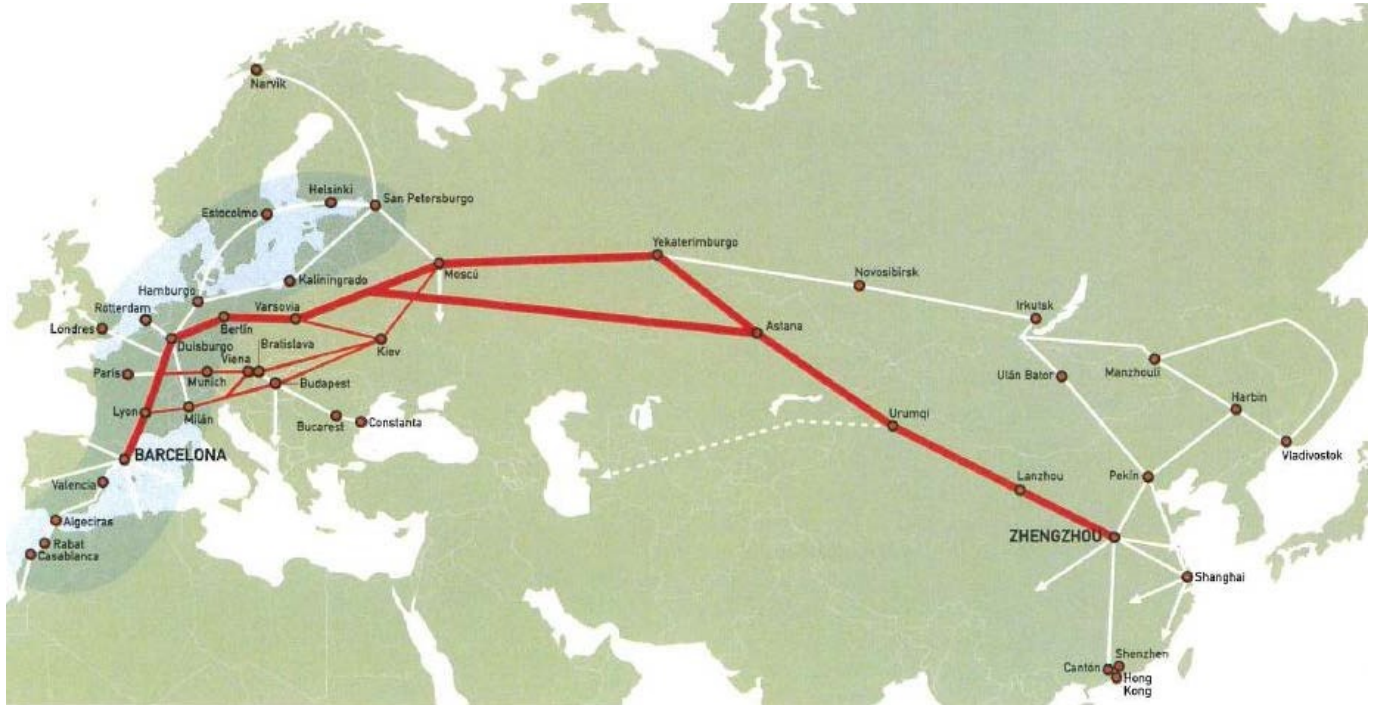 Narvik
Helsinki
San Petersburgo
Estocolmo
Yekaterimburgo
Moscú
Novosibirsk
Kaliningrado
Hamburgo
Irkutsk
Rotterdam
Varsovia
Londres
Berlín
Astana
Duisburgo
Bratislava
Kiev
Viena
París
Munich
Budapest
Ulán Bator
Manzhouli
Harbin
Lyon
Milán
Bucarest
Constanta
Urumqi
Vladivostok
BARCELONA
Valencia
Lanzhou
Pekín
Algeciras
ZHENGZHOU
Rabat
Casablanca
Shanghai
Shenzhen
Cantón
Hong
Kong